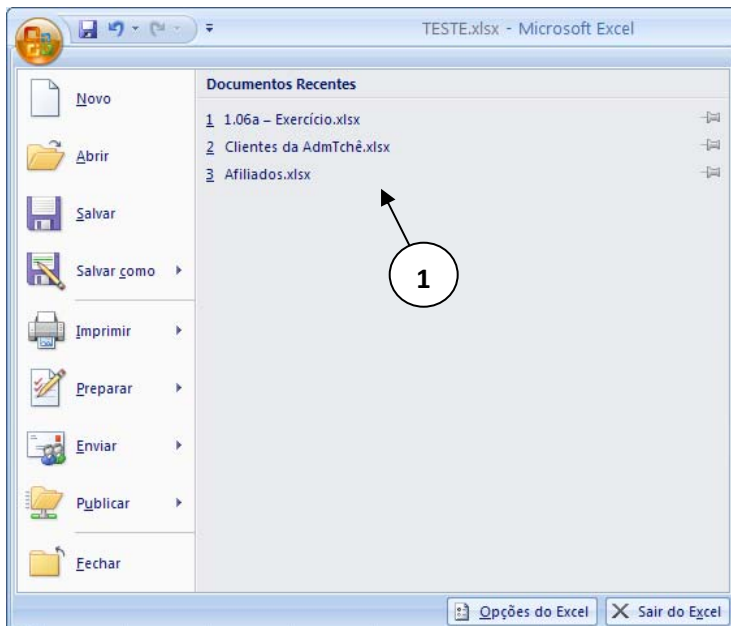 TESTE.xlsx - Microsoft Excel
Novo
Abrir
Salvar
Salvar como
Imprimir
Preparar
Enviar
Publicar
Fechar
Documentos Recentes
1 1.06a – Exercício.xlsx
2 Clientes da AdmTchê.xlsx
3 Afiliados.xlsx
1
Opções do Excel
Sair do Excel